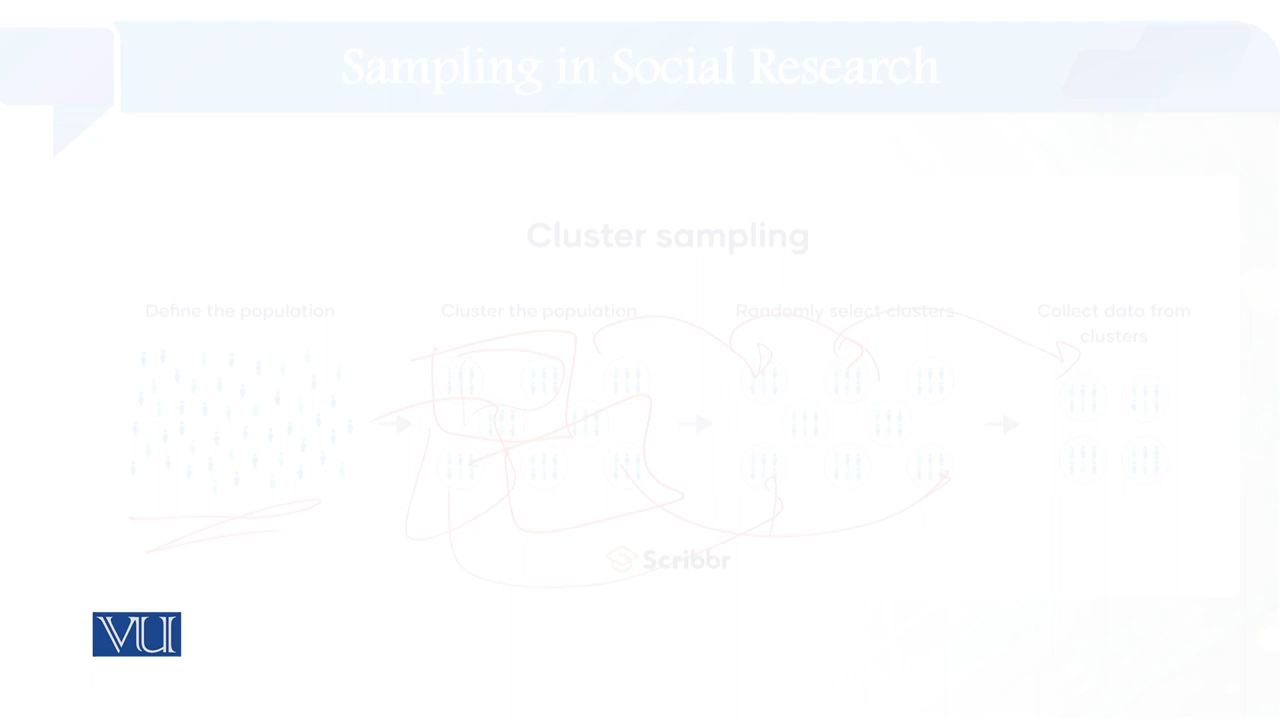 Sampling in Social Research
Cluster sampling
Define the population
Cluster the population
Randomly select clusters
Collect data from
clusters
Scribbr
VU